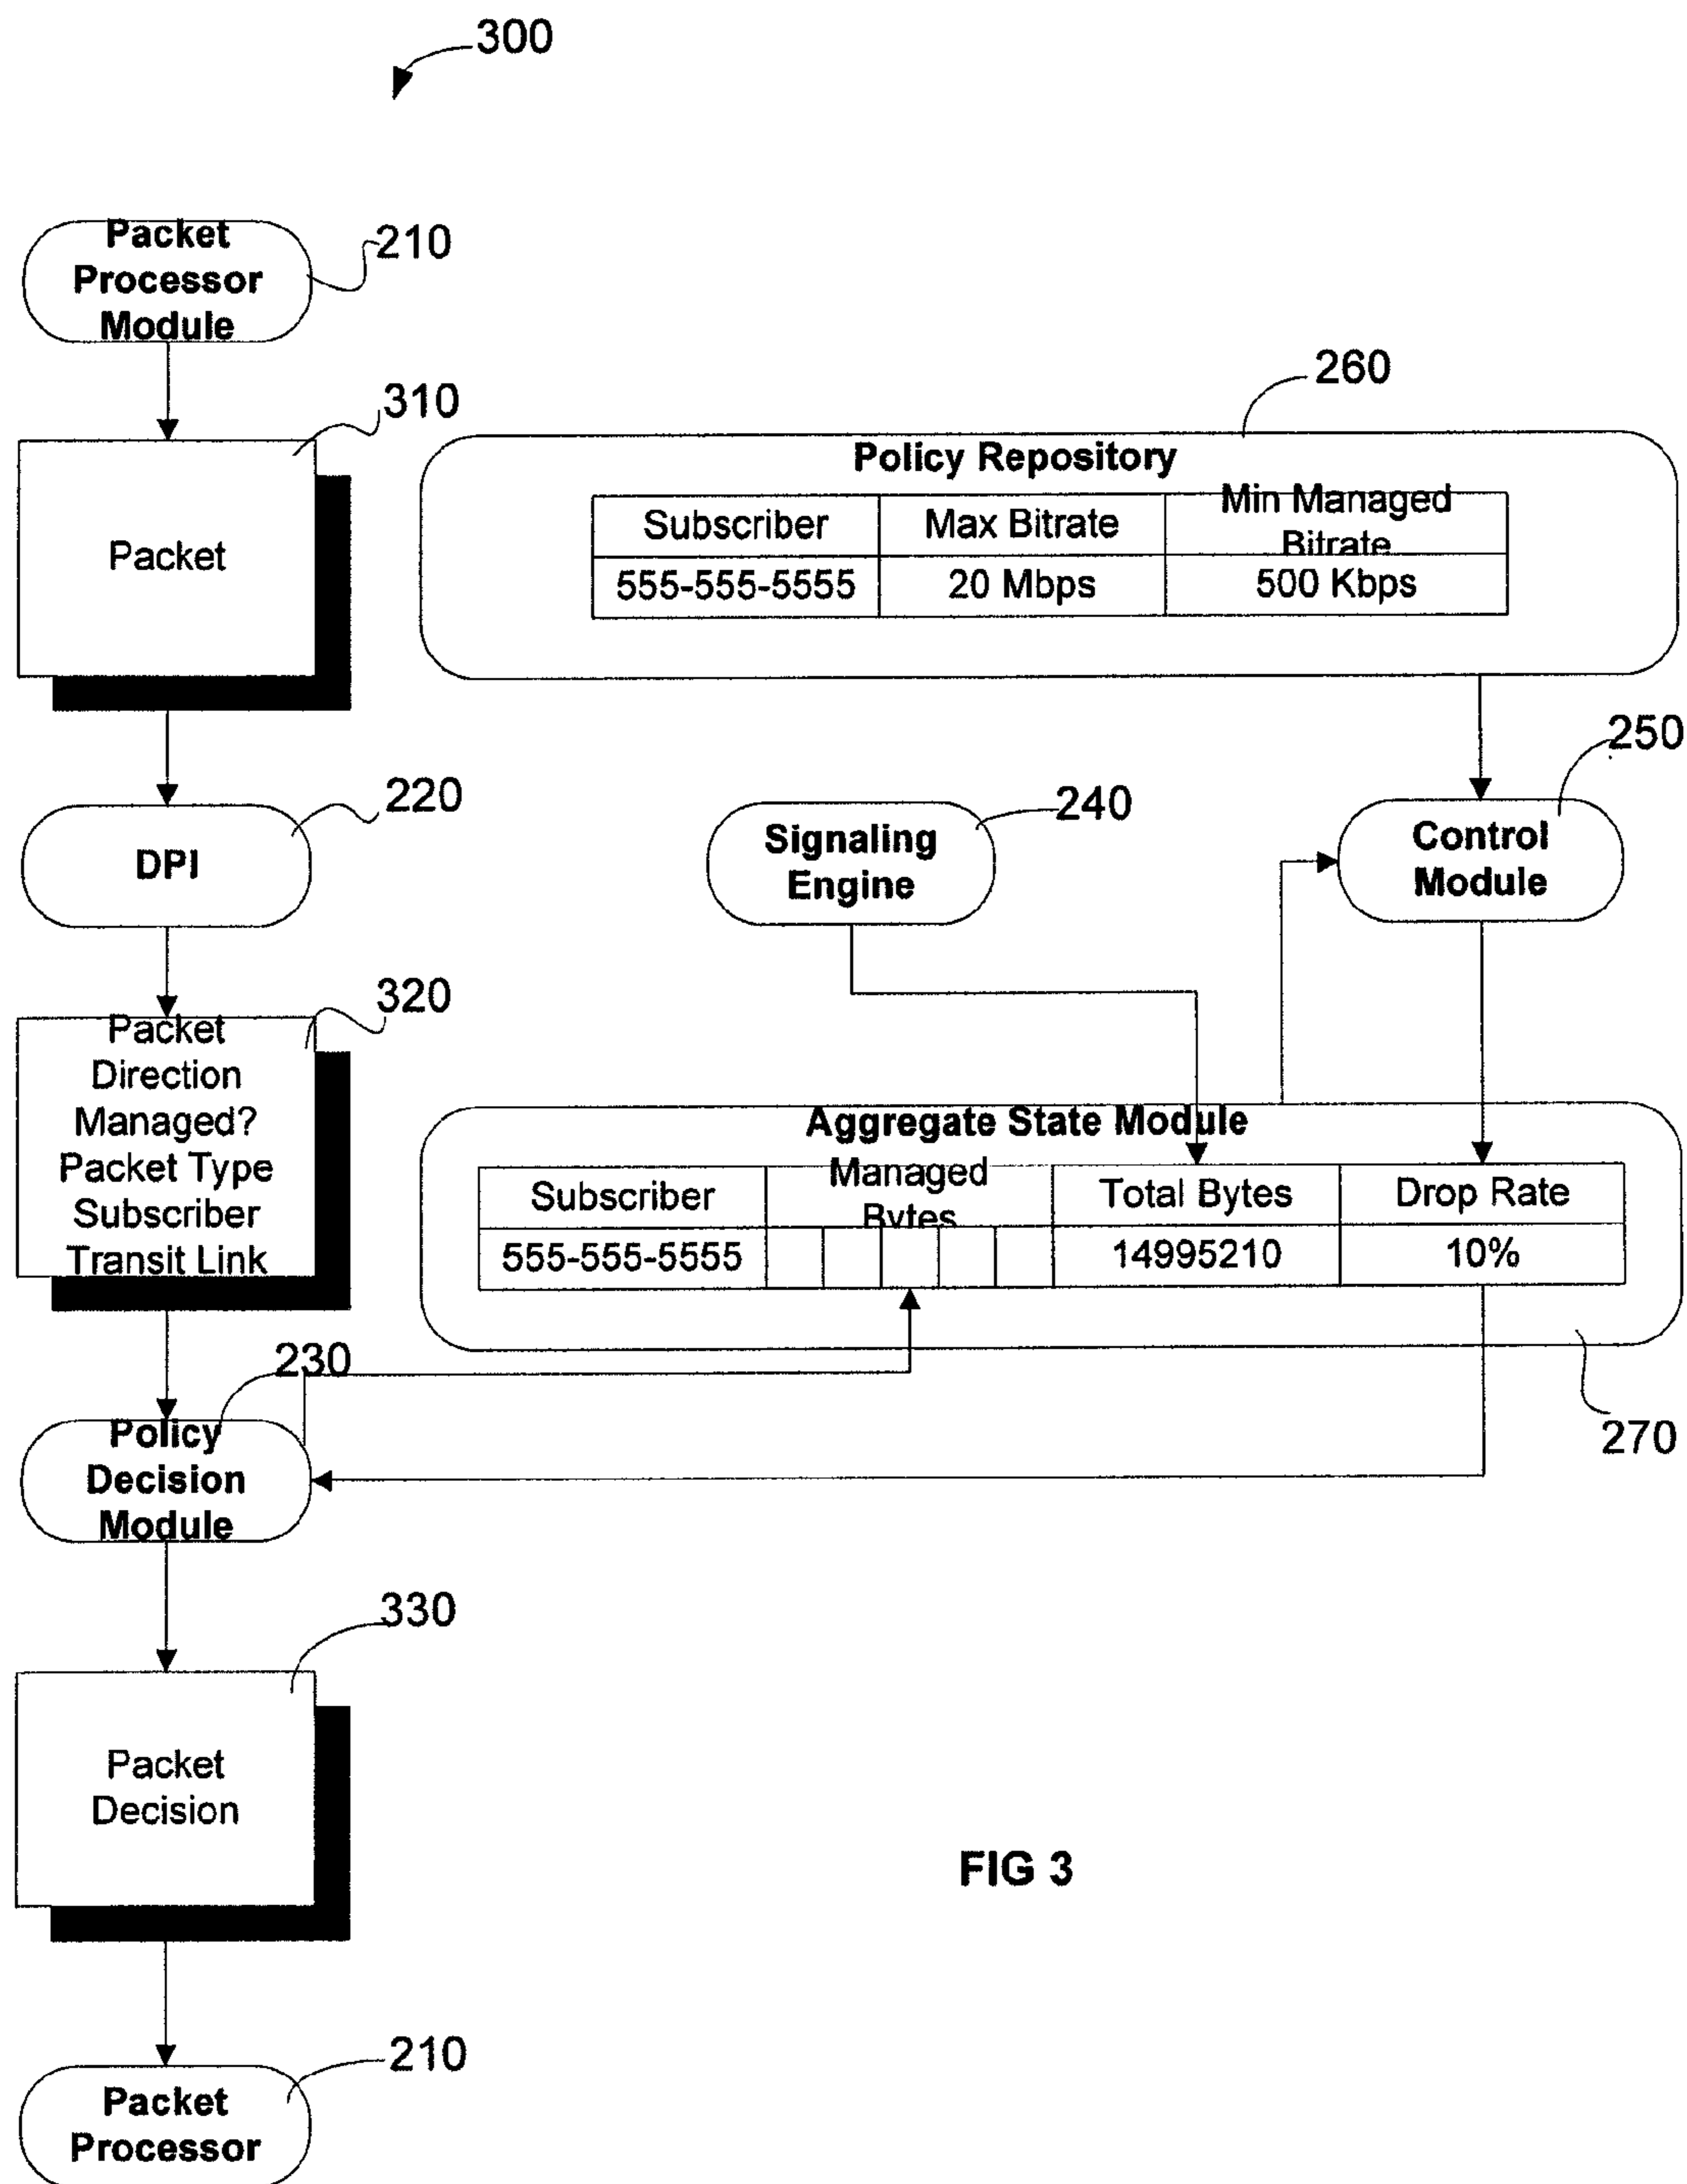 300
Packet
Processor
Module
210
310
Packet
260
Policy Repository
Subscriber
Max Bitrate
Min Managed
Bitrate
555-555-5555
20 Mbps
500 Kbps
220
DPI
240
Signaling
Engine
250
Control
Module
320
Packet
Direction
Managed?
Packet Type
Subscriber
Transit Link
Aggregate State Module
Subscriber
Managed
Bytes
Total Bytes
Drop Rate
555-555-5555
14995210
10%
270
230
Policy
Decision
Module
330
Packet
Decision
FIG 3
210
Packet
Processor